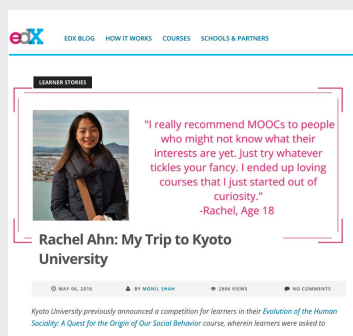 edX
EDX BLOG HOW IT WORKS COURSES SCHOOLS & PARTNERS
LEARNER STORIES
"I really recommend MOOCs to people
who might not know what their
interests are yet. Just try whatever
tickles your fancy. I ended up loving
courses that I just started out of
curiosity."
-Rachel, Age 18
Rachel Ahn: My Trip to Kyoto
University
MAY 06, 2016 BY MONIL SHAH 2886 VIEWS NO COMMENTS
Kyoto University previously announced a competition for learners in their Evolution of the Human
Sociality: A Quest for the Origin of Our Social Behavior course, wherein learners were asked to